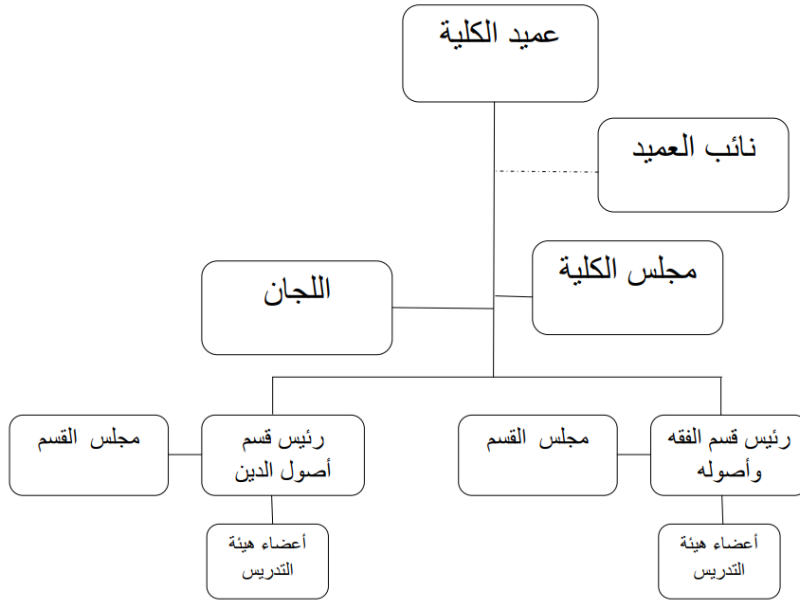 عميد الكلية
نائب العميد
مجلس الكلية
اللجان
رئيس قسم الفقه
وأصوله
مجلس القسم
رئيس قسم
أصول الدين
مجلس القسم
أعضاء هيئة
التدريس
أعضاء هيئة
التدريس